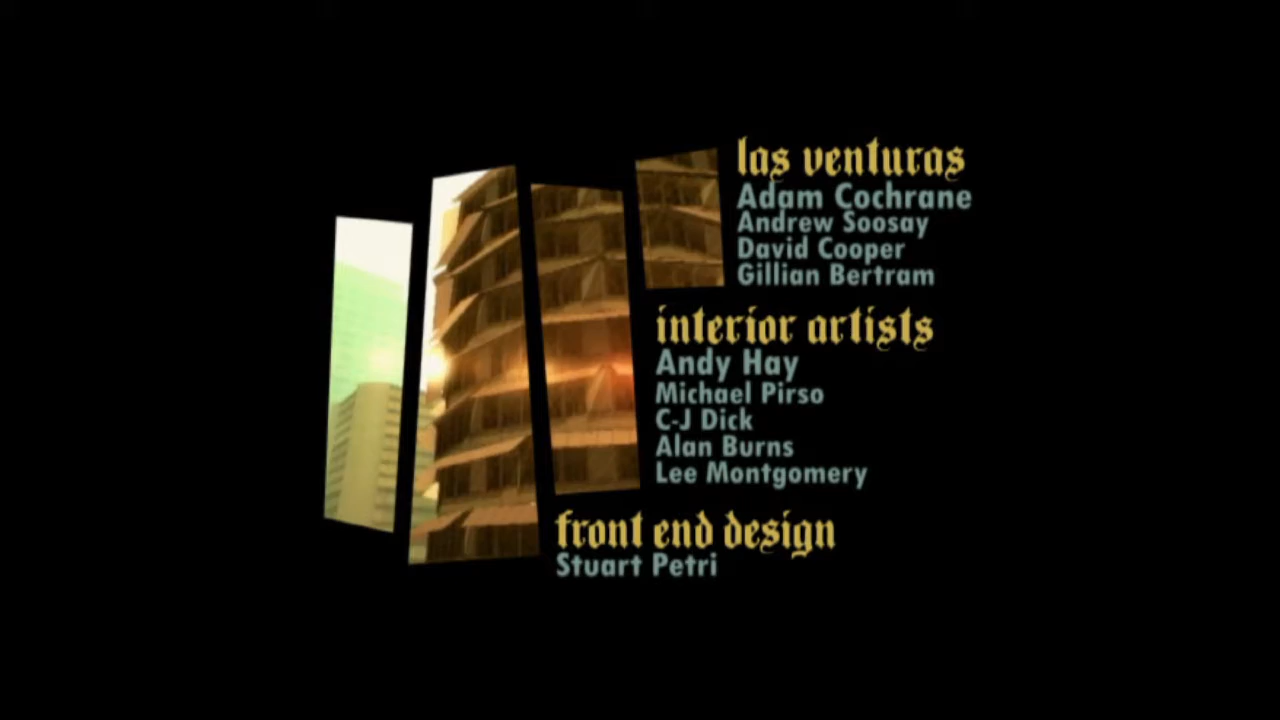 las venturas
Adam Cochrane
Andrew Soosay
David Cooper
Gillian Bertram
interior artists
Andy Hay
Michael Pirso
C-J Dick
Alan Burns
Lee Montgomery
front end design
Stuart Petri